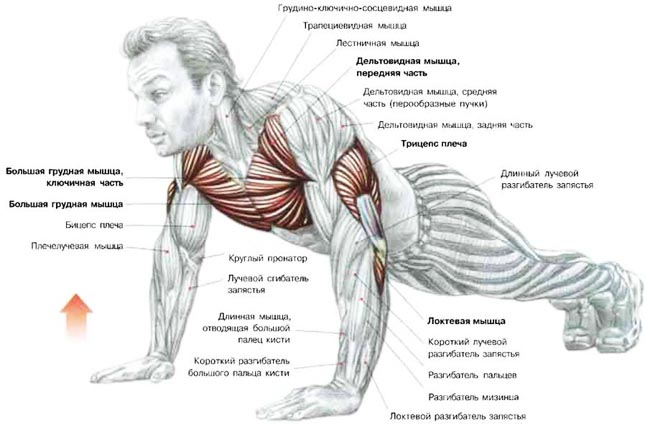 Грудино-ключично-сосцевидная мышца
Трапециевидная мышца
Лестничная мышца
Дельтовидная мышца,
передняя часть
Дельтовидная мышца, средняя
часть (перообразные пучки)
Дельтовидная мышца, задняя часть
Трицепс плеча
Длинный лучевой
разгибатель запястья
Большая грудная мышца,
ключичная часть
Большая грудная мышца
Бицепс плеча
Плечелучевая мышца
Круглый пронатор
Лучевой сгибатель
запястья
Длинная мышца,
отводящая большой
палец кисти
Короткий разгибатель
большого пальца кисти
Локтевая мышца
Короткий лучевой
разгибатель запястья
Разгибатель пальцев
Разгибатель мизинца
Локтевой разгибатель запястья